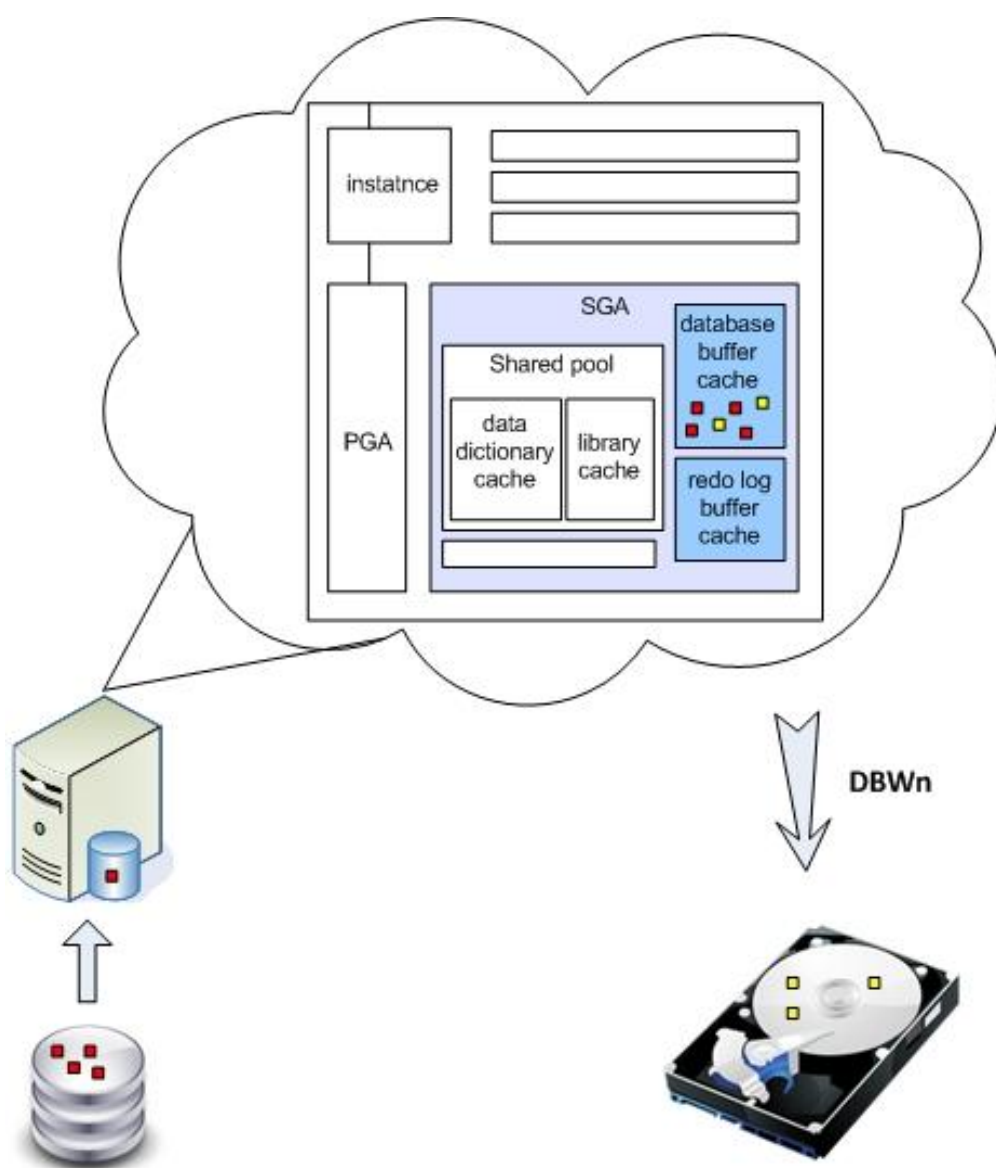 instatnce
SGA
database
buffer
cache
Shared pool
PGA
data
dictionary
cache
library
cache
redo log
buffer
cache
DBWn